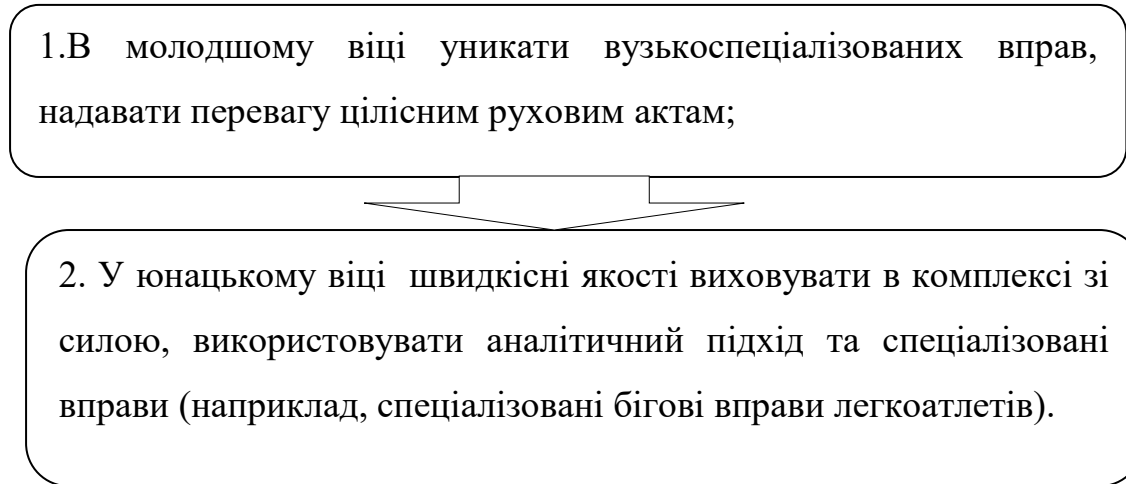 1.В молодшому віці уникати вузькоспеціалізованих вправ,
надавати перевагу цілісним руховим актам;
2. У юнацькому віці швидкісні якості виховувати в комплексі зі
силою, використовувати аналітичний підхід та спеціалізовані
вправи (наприклад, спеціалізовані бігові вправи легкоатлетів).